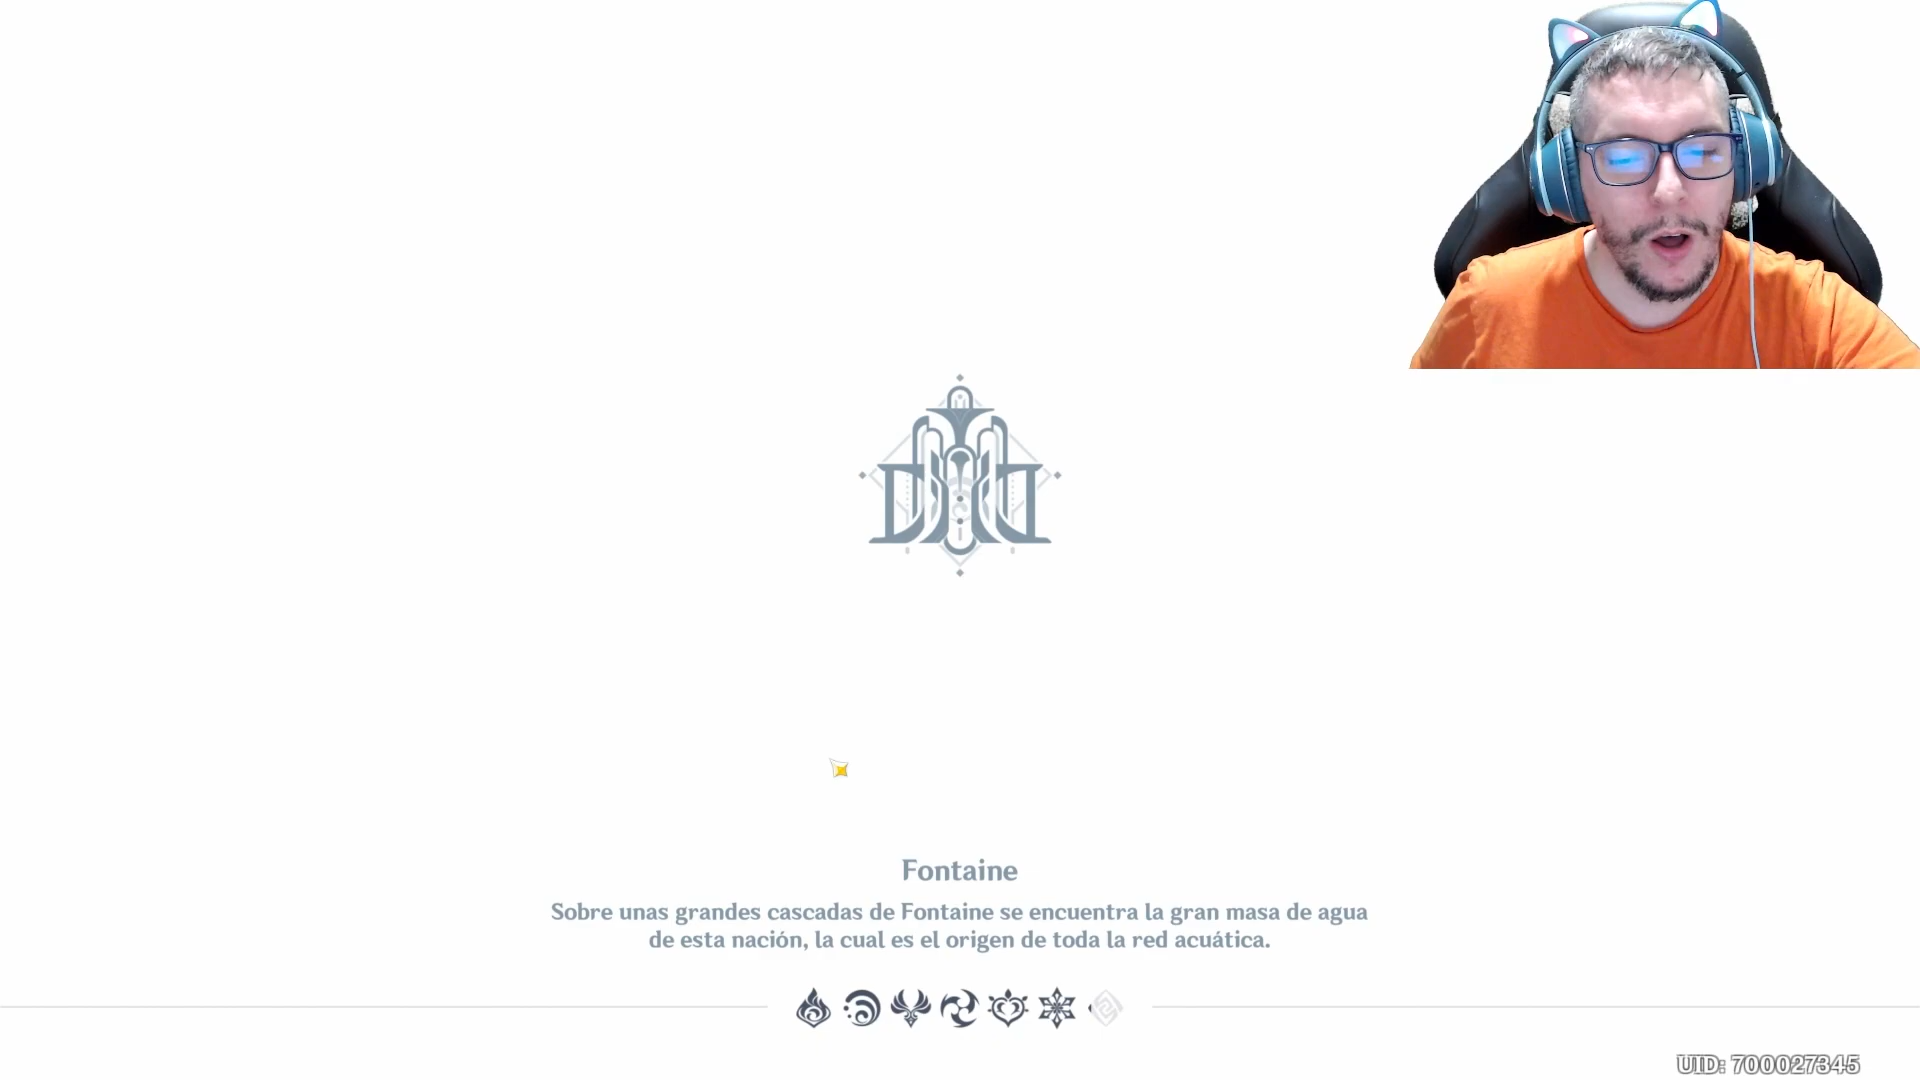 Fontaine
Sobre unas grandes cascadas de Fontaine se encuentra la gran masa de agua
de esta nación, la cual es el origen de toda la red acuática.
UID: 700027345